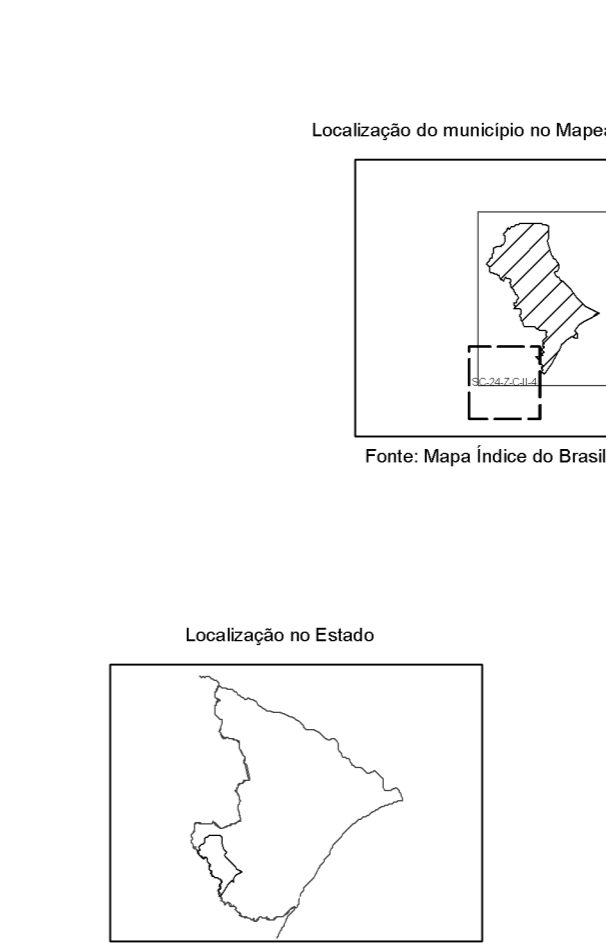 Localização do município no Mapea
SC-24-Z-C-II-4
Fonte: Mapa Índice do Brasil
Localização no Estado